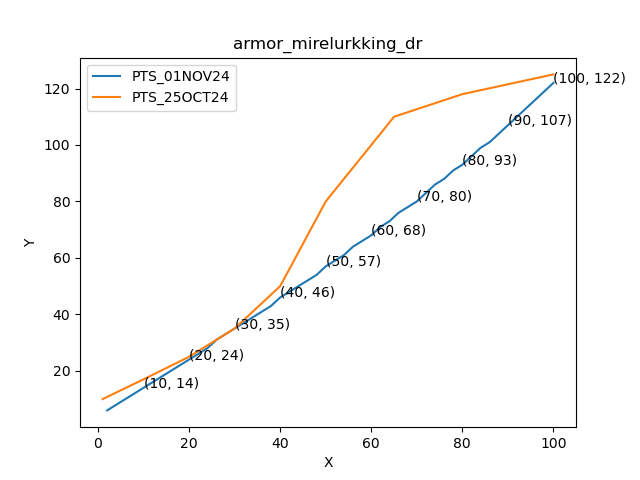 armor_mirelurkking_dr
PTS_01NOV24
PTS_25OCT24
(100, 122)
(90, 107)
(80, 93)
(70, 80)
(60, 68)
(50, 57)
(40, 46)
(30, 35)
(20, 24)
(10, 14)
Y
120
100
80
60
40
20
0 20 40 60 80 100
X